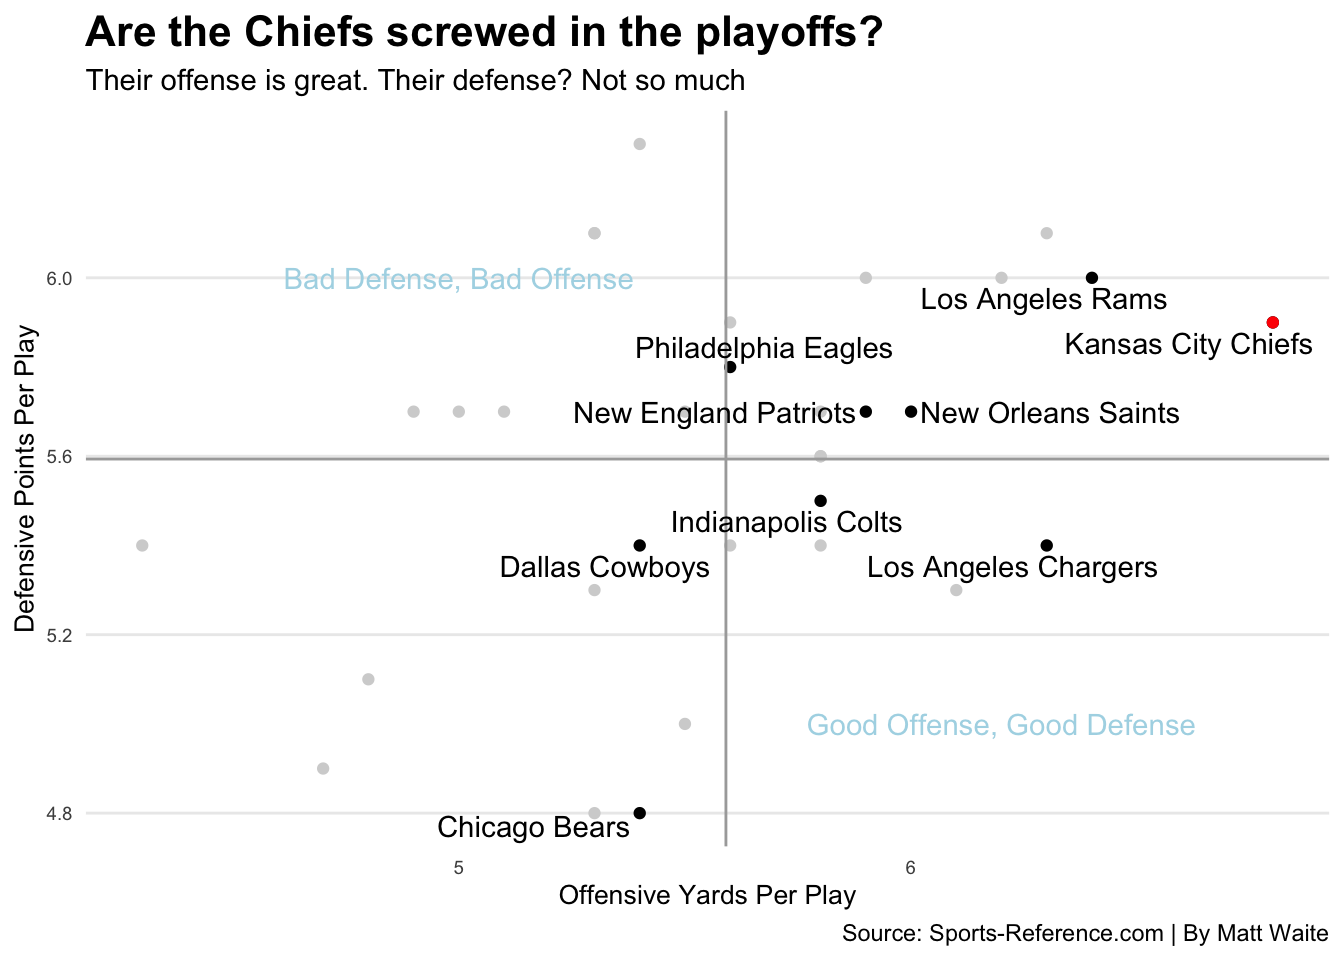 Are the Chiefs screwed in the playoffs?
Their offense is great. Their defense? Not so much
Bad Defense, Bad Offense
6.0
Los Angeles Rams
Kansas City Chiefs
Philadelphia Eagles
New England Patriots
New Orleans Saints
5.6
Defensive Points Per Play
Indianapolis Colts
Dallas Cowboys
Los Angeles Chargers
5.2
Good Offense, Good Defense
4.8
Chicago Bears
5
6
Offensive Yards Per Play
Source: Sports-Reference.com | By Matt Waite